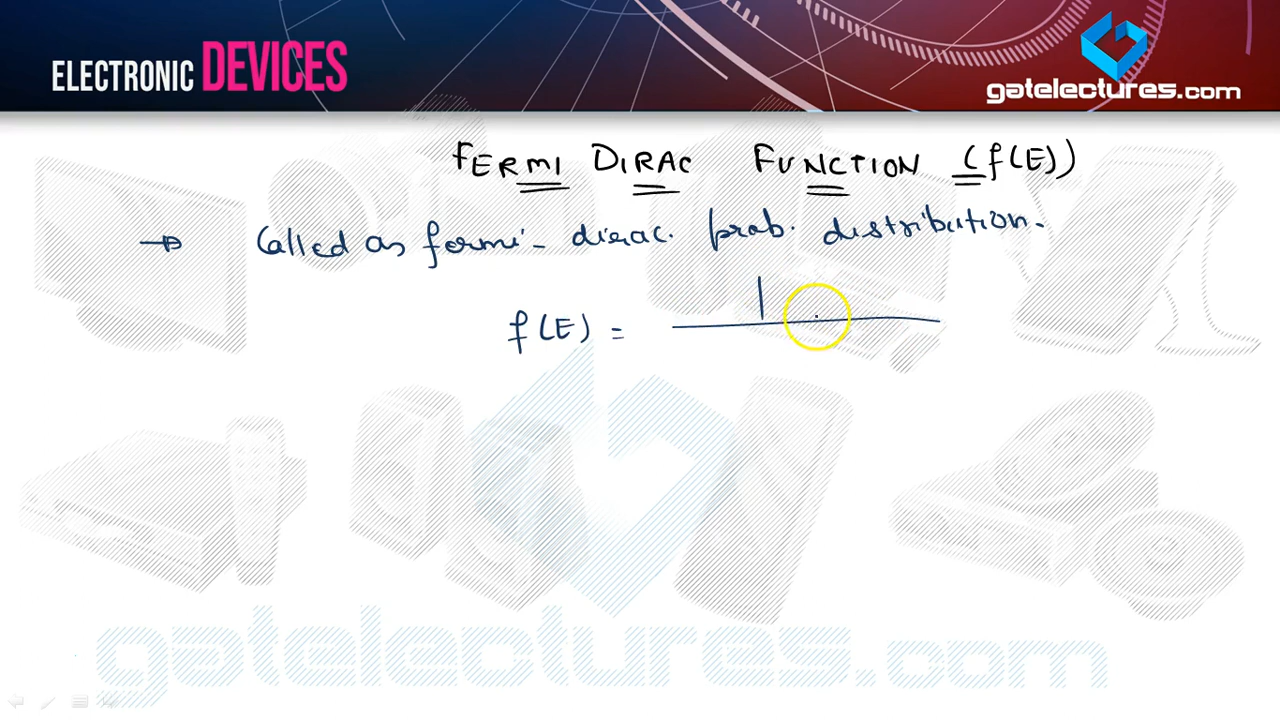 ELECTRONIC DEVICES
gatelectures.com
FERMI DIRAC FUNCTION (f(E))
→ Called as fermi- dirac. prob. distribution.
1
f(E) =
gatelectures.com